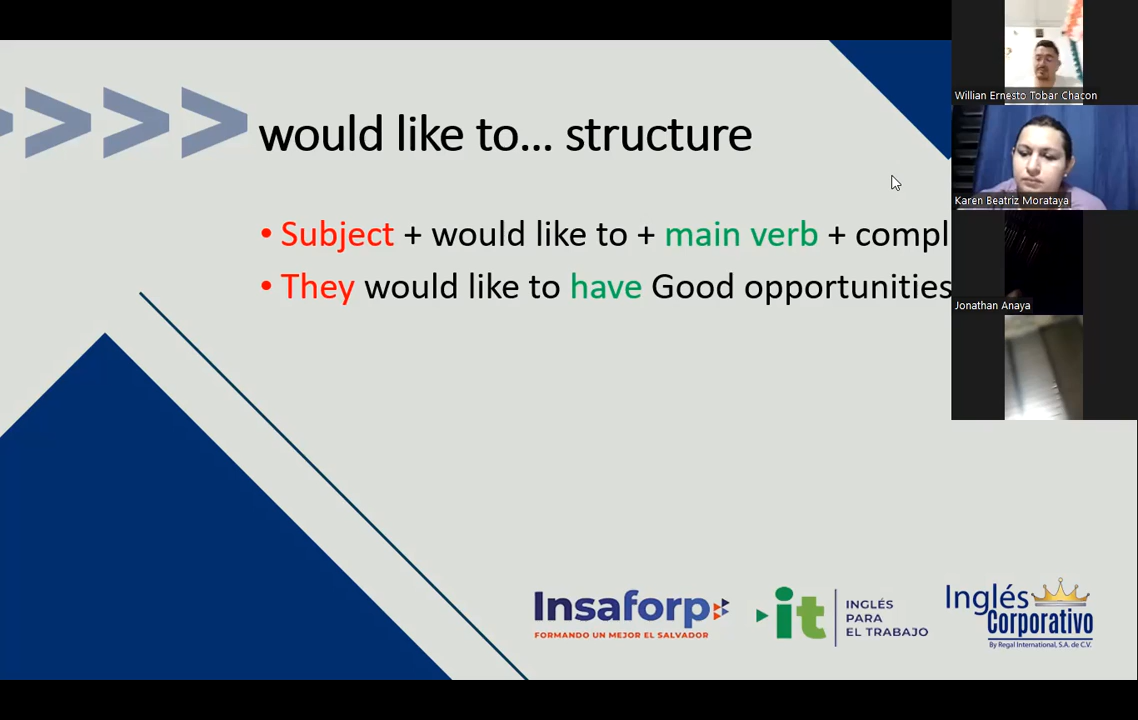 would like to... structure
• Subject + would like to + main verb + compl
• They would like to have Good opportunities
Willian Ernesto Tobar Chacon
Karen Beatriz Morataya
Jonathan Anaya
Insaforp
FORMANDO UN MEJOR EL SALVADOR
it
INGLÉS
PARA
EL TRABAJO
Inglés
Corporativo
By Regal International, S.A. de C.V.